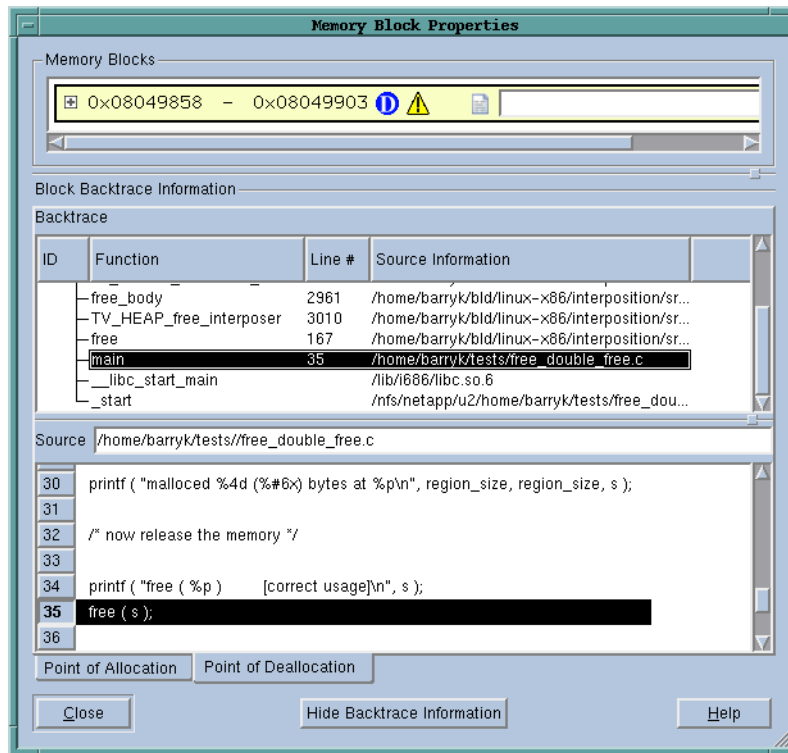 Memory Block Properties
Memory Blocks
0x08049858 - 0x08049903 D
Block Backtrace Information
Backtrace
ID Function Line # Source Information
free_body 2961 /home/barryk/bld/linux-x86/interposition/sr...
TV_HEAP_free_interposer 3010 /home/barryk/bld/linux-x86/interposition/sr...
free 167 /home/barryk/bld/linux-x86/interposition/sr...
main 35 /home/barryk/tests/free_double_free.c
__libc_start_main /lib/i686/libc.so.6
_start /nfs/netapp/u2/home/barryk/tests/free_dou...
Source /home/barryk/tests//free_double_free.c
30 printf ( "malloced %4d (%#6x) bytes at %p\n", region_size, region_size, s );
31
32 /* now release the memory */
33
34 printf ( "free ( %p ) [correct usage]\n", s );
35 free ( s );
36
Point of Allocation Point of Deallocation
Close Hide Backtrace Information Help